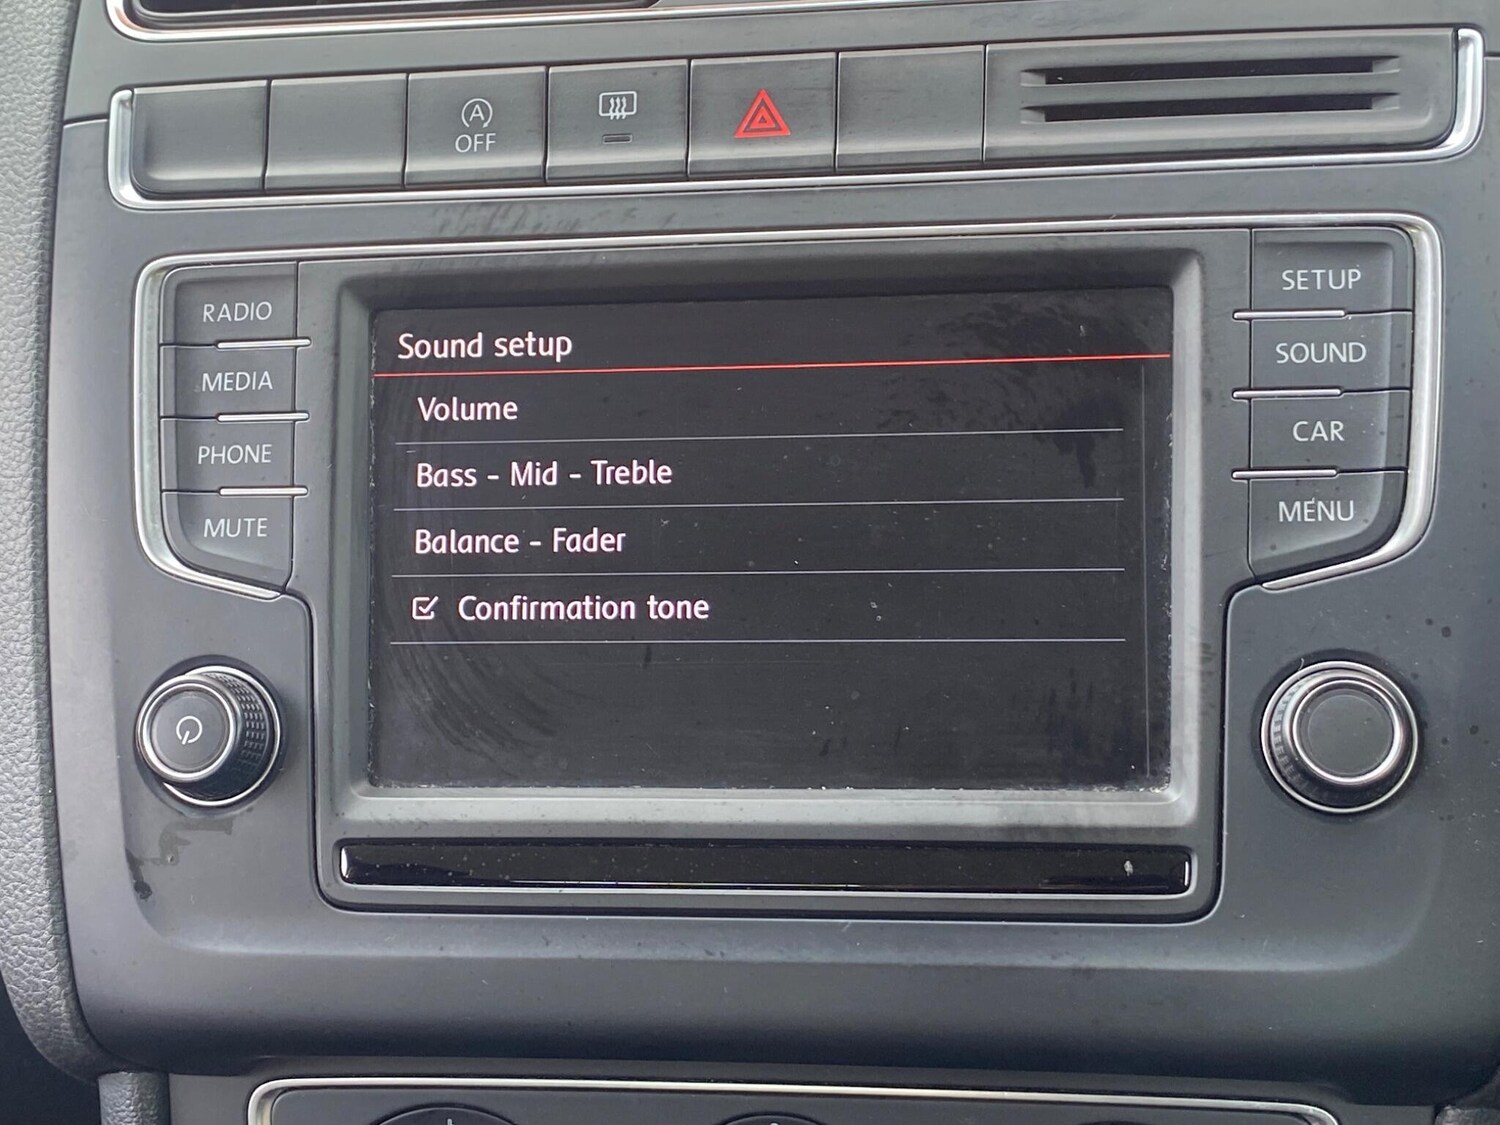 A
OFF
RADIO
MEDIA
PHONE
MUTE
Sound setup
Volume
Bass - Mid - Treble
Balance - Fader
Confirmation tone
SETUP
SOUND
CAR
MENU